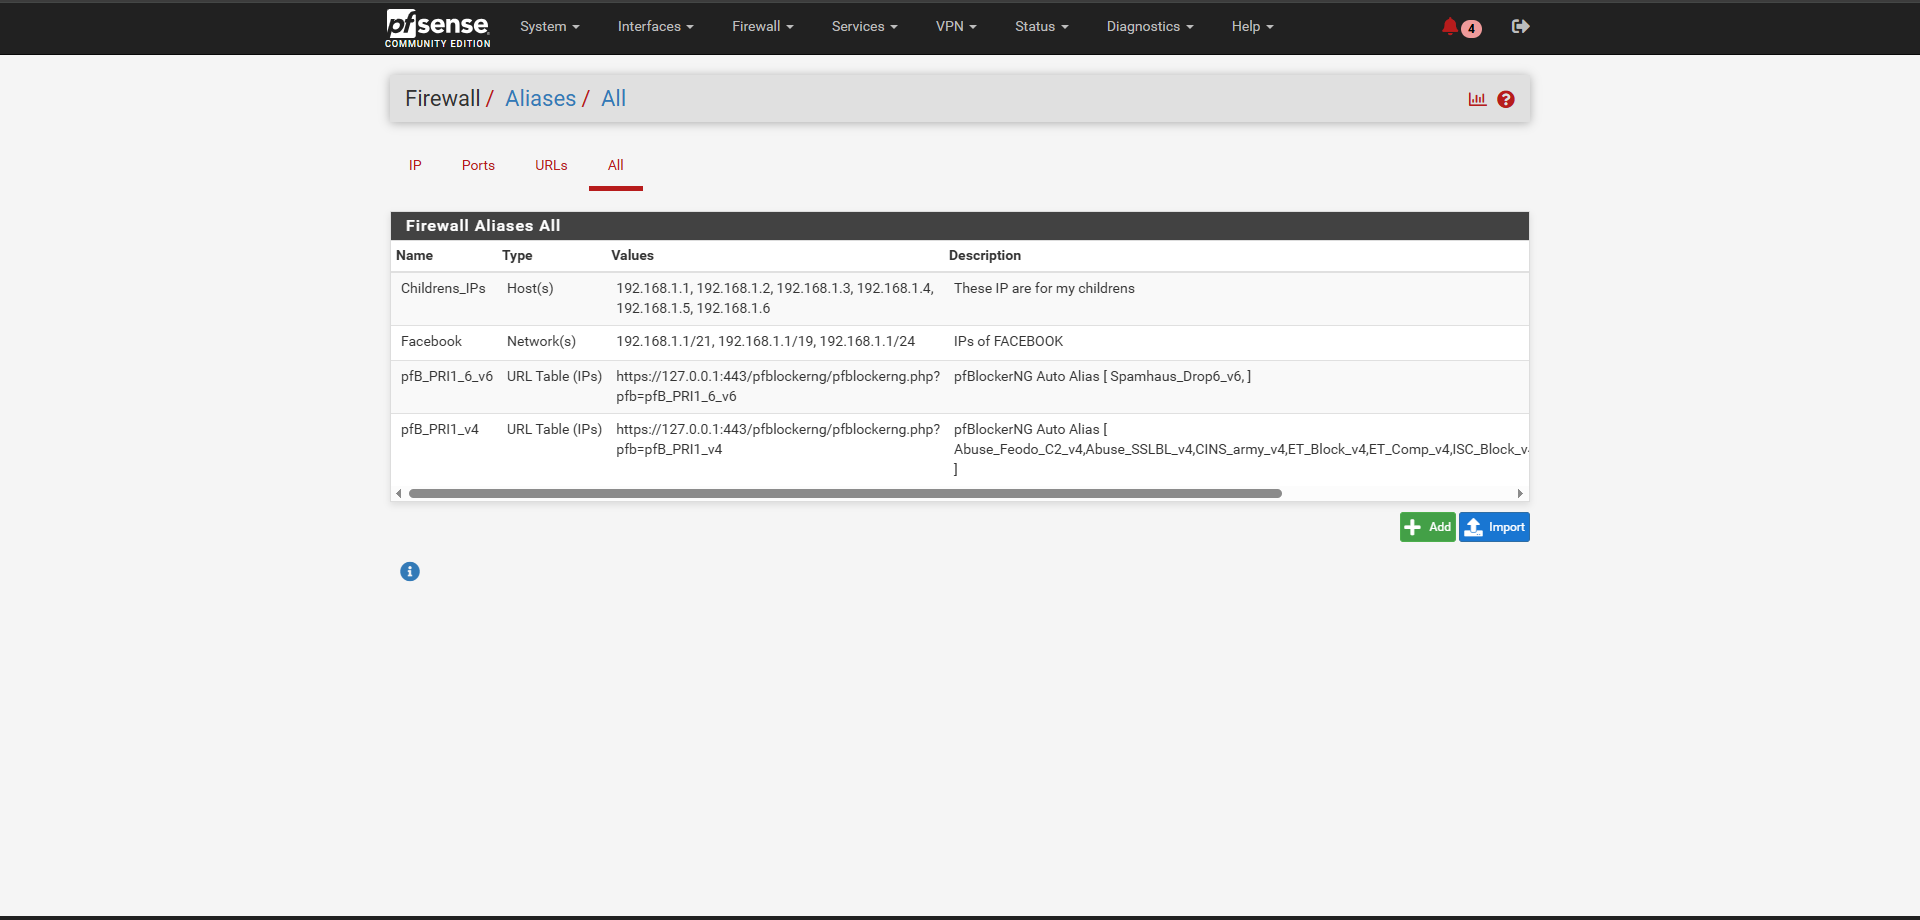 pfsense
COMMUNITY EDITION
System Interfaces Firewall Services VPN Status Diagnostics Help 4
Firewall / Aliases / All
IP Ports URLs All
Firewall Aliases All
Name Type Values Description
Childrens_IPs Host(s) 192.168.1.1, 192.168.1.2, 192.168.1.3, 192.168.1.4, These IP are for my childrens
192.168.1.5, 192.168.1.6
Facebook Network(s) 192.168.1.1/21, 192.168.1.1/19, 192.168.1.1/24 IPs of FACEBOOK
pfB_PRI1_6_v6 URL Table (IPs) https://127.0.0.1:443/pfblockerng/pfblockerng.php? pfBlockerNG Auto Alias [ Spamhaus_Drop6_v6, ]
pfb=pfB_PRI1_6_v6
pfB_PRI1_v4 URL Table (IPs) https://127.0.0.1:443/pfblockerng/pfblockerng.php? pfBlockerNG Auto Alias [
pfb=pfB_PRI1_v4 Abuse_Feodo_C2_v4,Abuse_SSLBL_v4,CINS_army_v4,ET_Block_v4,ET_Comp_v4,ISC_Block_v
]
Add Import